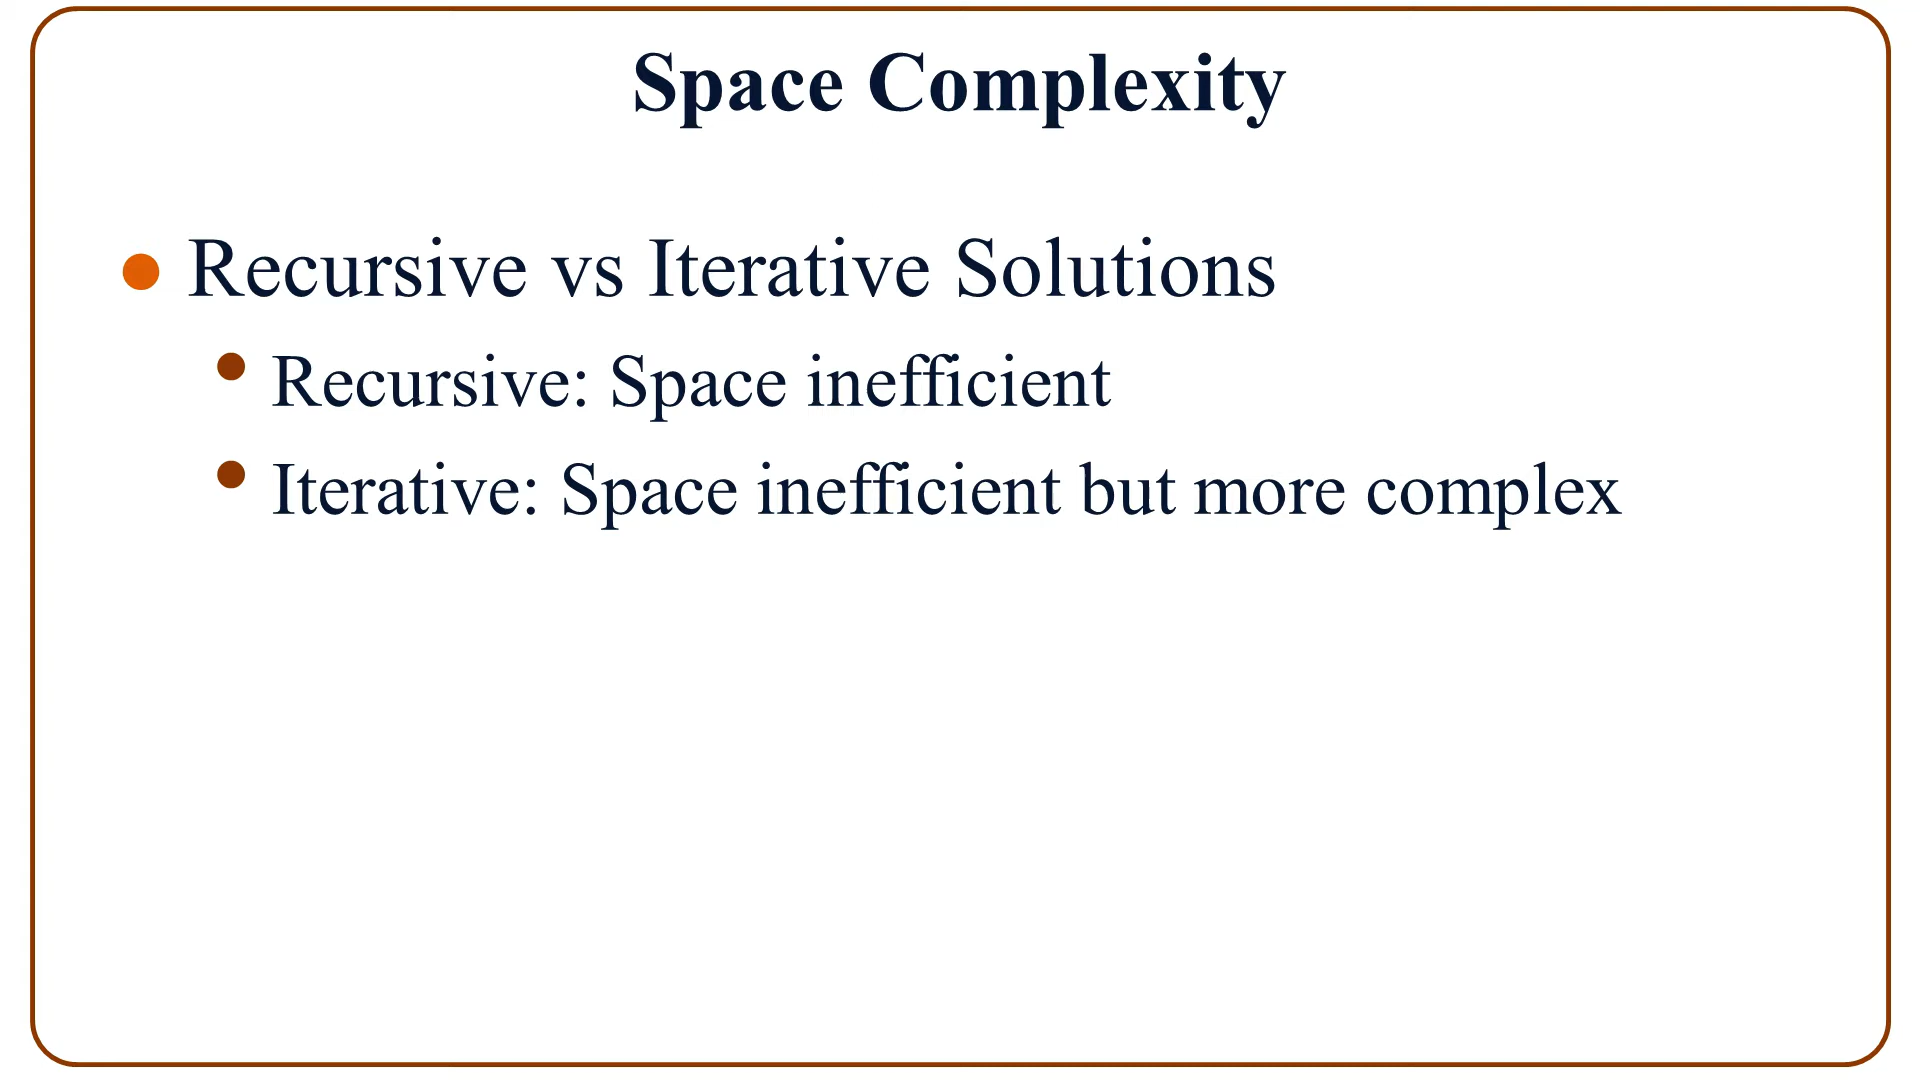 Space Complexity
Recursive vs Iterative Solutions
Recursive: Space inefficient
Iterative: Space inefficient but more complex